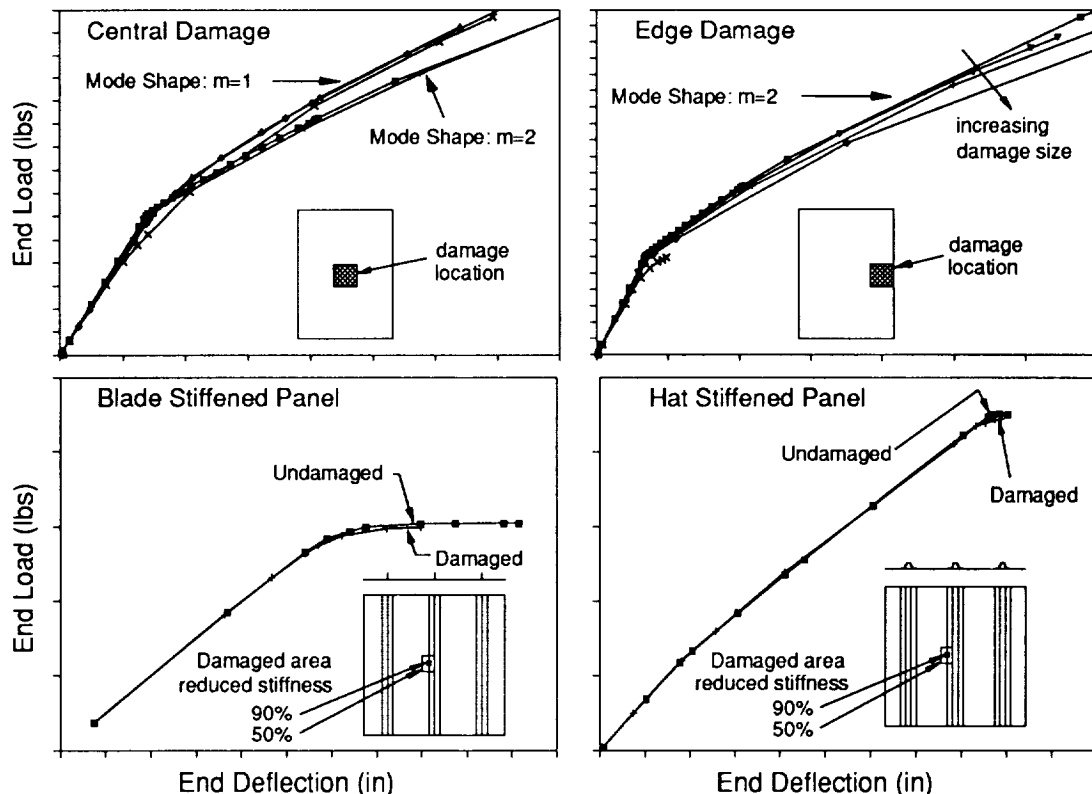 Central Damage
Mode Shape: m=1
Mode Shape: m=2
damage
location
End Load (lbs)
Edge Damage
Mode Shape: m=2
increasing
damage size
damage
location
Blade Stiffened Panel
Undamaged
Damaged
Damaged area
reduced stiffness
90%
50%
End Load (lbs)
End Deflection (in)
Hat Stiffened Panel
Undamaged
Damaged
Damaged area
reduced stiffness
90%
50%
End Deflection (in)